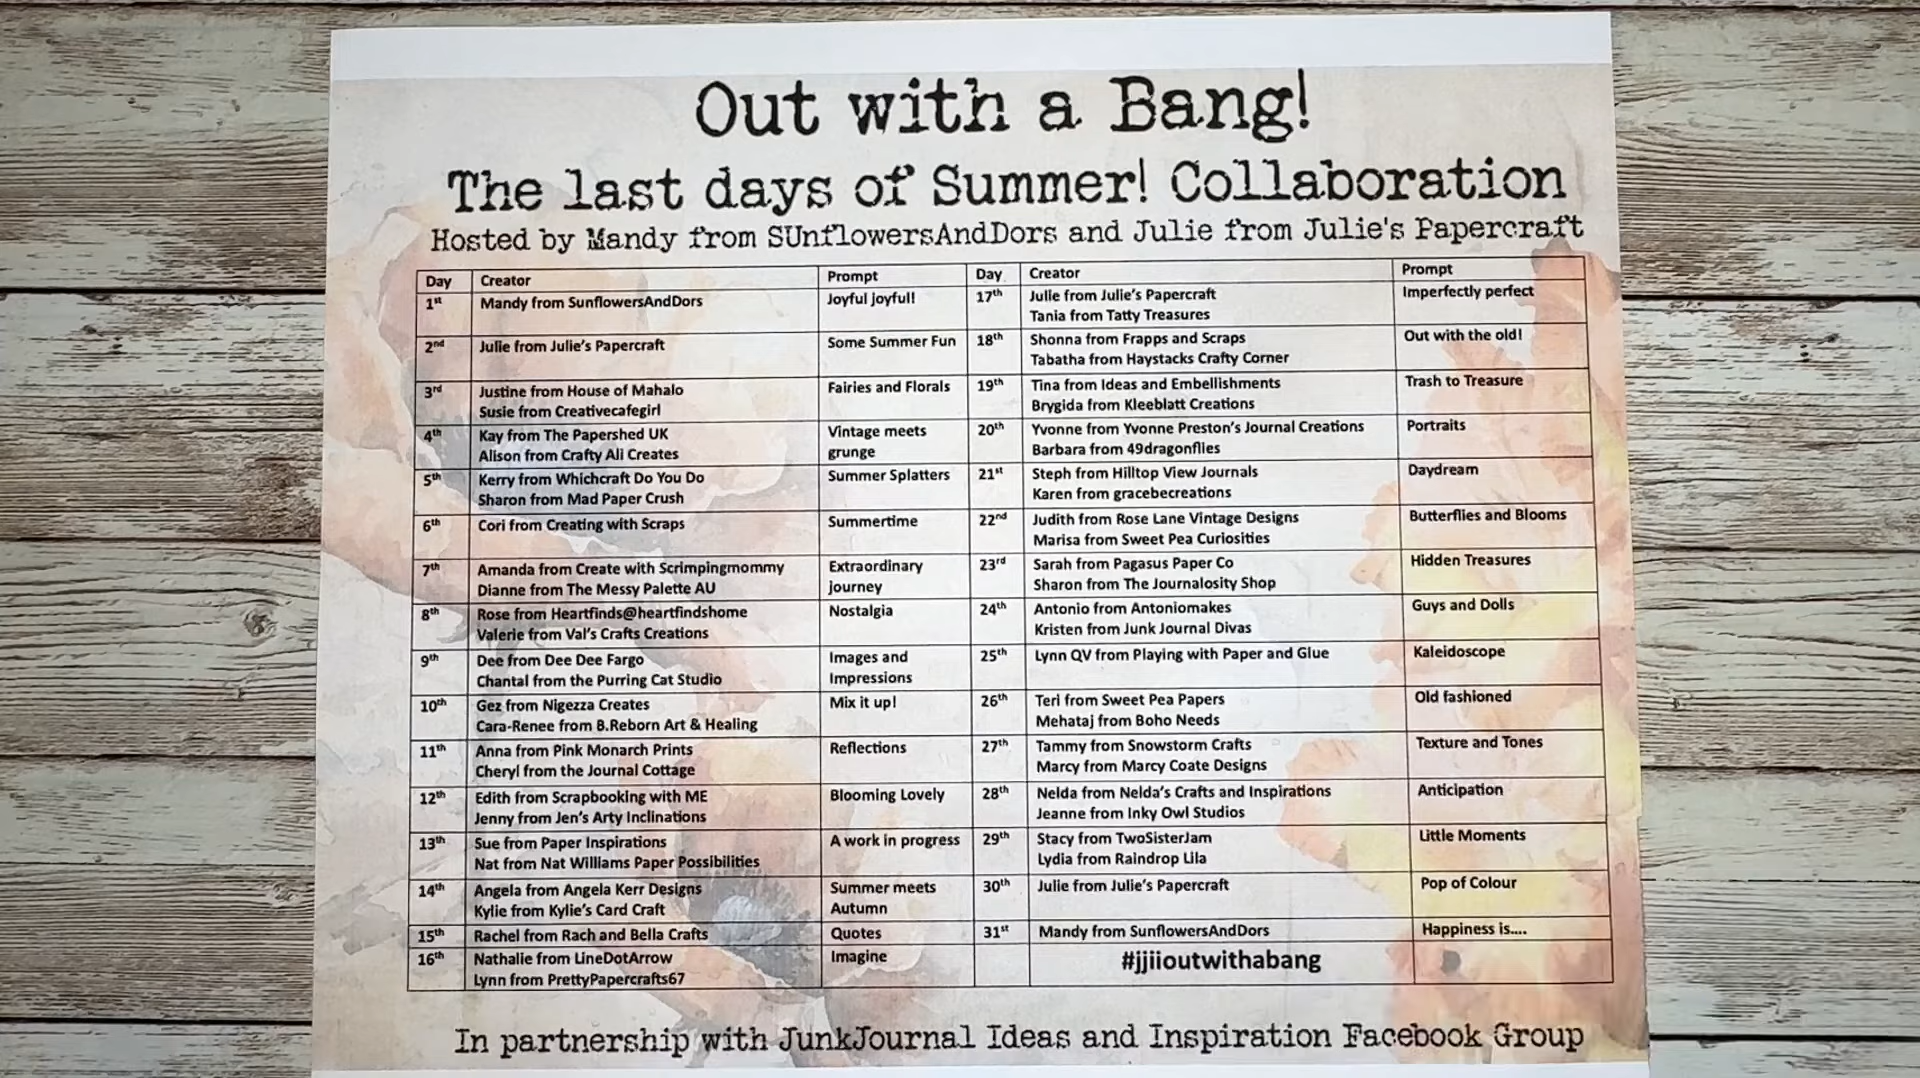 Out with a Bang!
The last days of Summer! Collaboration
Hosted by Mandy from SUnflowersAndDors and Julie from Julie's Papercraft
Day Creator Prompt Day Creator Prompt
1st Mandy from SunflowersAndDors Joyful joyful! 17th Julie from Julie's Papercraft Imperfectly perfect
Tania from Tatty Treasures
2nd Julie from Julie's Papercraft Some Summer Fun 18th Shonna from Frapps and Scraps Out with the old!
Tabatha from Haystacks Crafty Corner
3rd Justine from House of Mahalo Fairies and Florals 19th Tina from Ideas and Embellishments Trash to Treasure
Susie from Creativecafegirl Brygida from Kleeblatt Creations
4th Kay from The Papershed UK Vintage meets 20th Yvonne from Yvonne Preston's Journal Creations Portraits
Alison from Crafty Ali Creates grunge Barbara from 49dragonflies
5th Kerry from Whichcraft Do You Do Summer Splatters 21st Steph from Hilltop View Journals Daydream
Sharon from Mad Paper Crush Karen from gracebecreations
6th Cori from Creating with Scraps Summertime 22nd Judith from Rose Lane Vintage Designs Butterflies and Blooms
Marisa from Sweet Pea Curiosities
7th Amanda from Create with Scrimpingmommy Extraordinary 23rd Sarah from Pagasus Paper Co Hidden Treasures
Dianne from The Messy Palette AU journey Sharon from The Journalosity Shop
8th Rose from Heartfinds@heartfindshome Nostalgia 24th Antonio from Antoniomakes Guys and Dolls
Valerie from Val's Crafts Creations Kristen from Junk Journal Divas
9th Dee from Dee Dee Fargo Images and 25th Lynn QV from Playing with Paper and Glue Kaleidoscope
Chantal from the Purring Cat Studio Impressions
10th Gez from Nigezza Creates Mix it up! 26th Teri from Sweet Pea Papers Old fashioned
Cara-Renee from B.Reborn Art & Healing Mehataj from Boho Needs
11th Anna from Pink Monarch Prints Reflections 27th Tammy from Snowstorm Crafts Texture and Tones
Cheryl from the Journal Cottage Marcy from Marcy Coate Designs
12th Edith from Scrapbooking with ME Blooming Lovely 28th Nelda from Nelda's Crafts and Inspirations Anticipation
Jenny from Jen's Arty Inclinations Jeanne from Inky Owl Studios
13th Sue from Paper Inspirations A work in progress 29th Stacy from TwoSisterJam Little Moments
Nat from Nat Williams Paper Possibilities Lydia from Raindrop Lila
14th Angela from Angela Kerr Designs Summer meets 30th Julie from Julie's Papercraft Pop of Colour
Kylie from Kylie's Card Craft Autumn
15th Rachel from Rach and Bella Crafts Quotes 31st Mandy from SunflowersAndDors Happiness is....
16th Nathalie from LineDotArrow Imagine #jjiioutwithabang
Lynn from PrettyPapercrafts67
In partnership with JunkJournal Ideas and Inspiration Facebook Group